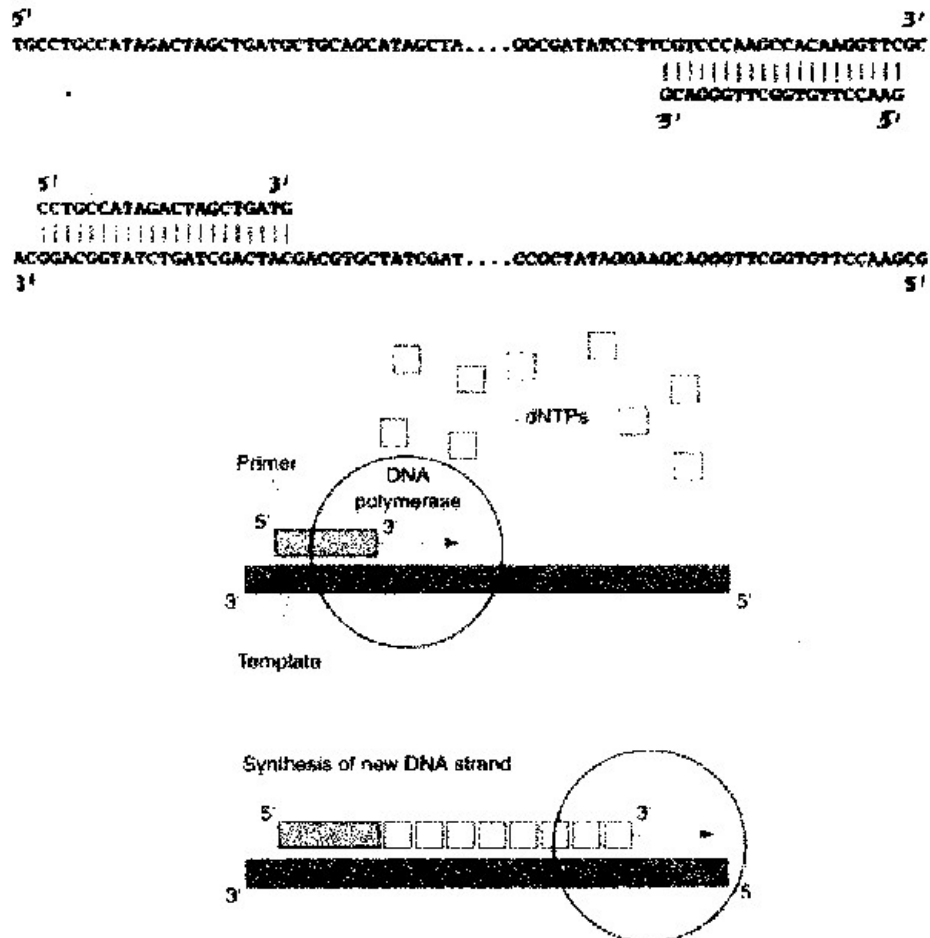 5' 3'
TGCCTGCCATAGACTAGCTGATGCTGCAGCATAGCTA....GGCGATATCCTTCGTCCCAAGCCACAAGGTTCGC
GCAGGGTTCGGTGTTCCAAG
3' 5'
5' 3'
CCTGCCATAGACTAGCTGATG
ACGGACGGTATCTGATCGACTACGACGTGCTATCGAT....CCGCTATAGGAAGCAGGGTTCGGTGTTCCAAGCG
3' 5'
dNTPs
Primer
DNA
polymerase
5' 3'
3' 5'
Template
Synthesis of new DNA strand
5' 3'
3' 5